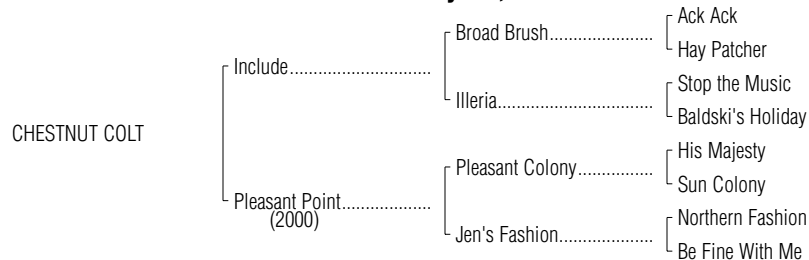 Ack Ack
Broad Brush......................
Hay Patcher
Include..............................
Stop the Music
Illeria.................................
Baldski's Holiday
CHESTNUT COLT
His Majesty
Pleasant Colony................
Sun Colony
Pleasant Point...................
(2000)
Northern Fashion
Jen's Fashion....................
Be Fine With Me